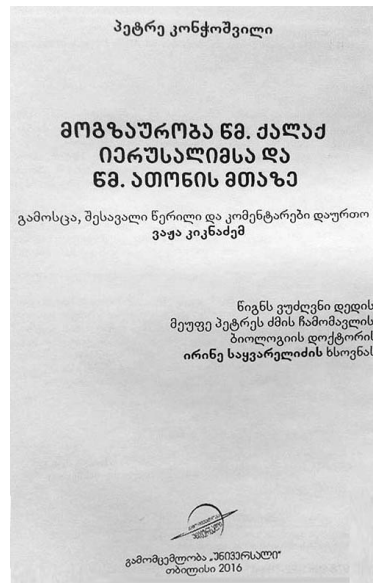 პეტრე კონჭოშვილი
მოგზაურობა წმ. ქალაქ
იერუსალიმსა და
წმ. ათონის მთაზე
გამოსცა, შესავალი წერილი და კომენტარები დაურთო
ვაჟა კიკნაძემ
წიგნს ვუძღვნი დედის
მეუფე პეტრეს ძმის ჩამომავლის
ბიოლოგიის დოქტორის
ირინე საყვარელიძის ხსოვნას
გამომცემლობა „უნივერსალი“
თბილისი 2016